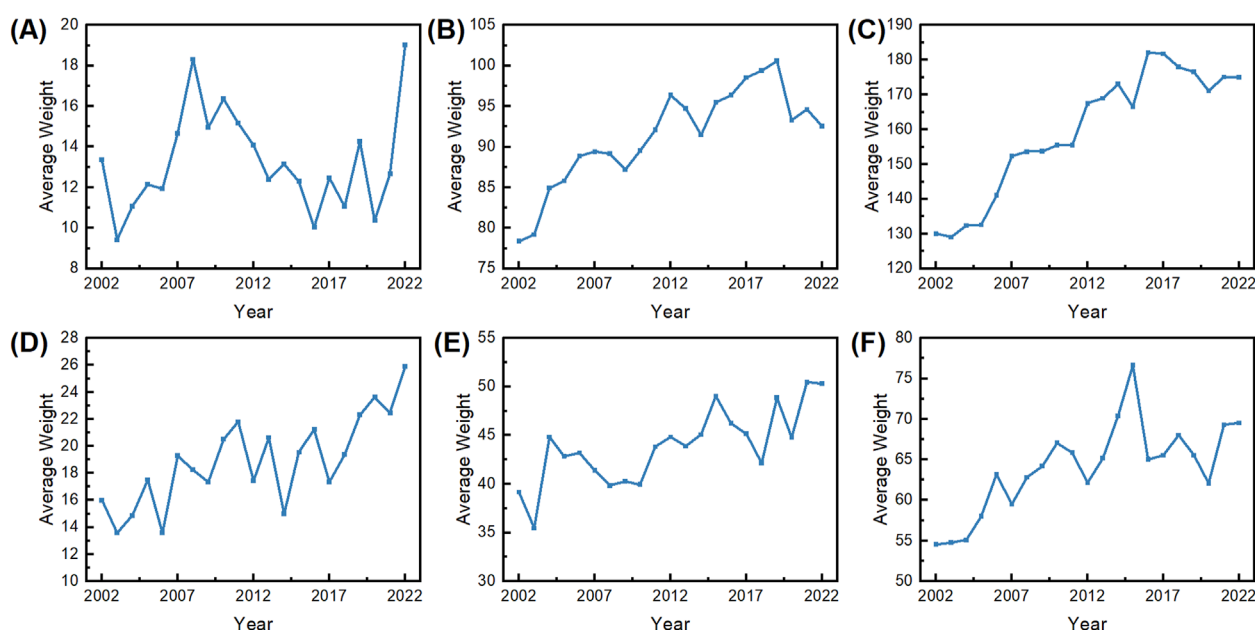 (A)
20
18
16
14
12
10
8
Average Weight
2002 2007 2012 2017 2022
Year
(B)
105
100
95
90
85
80
75
Average Weight
2002 2007 2012 2017 2022
Year
(C)
190
180
170
160
150
140
130
120
Average Weight
2002 2007 2012 2017 2022
Year
(D)
28
26
24
22
20
18
16
14
12
10
Average Weight
2002 2007 2012 2017 2022
Year
(E)
55
50
45
40
35
30
Average Weight
2002 2007 2012 2017 2022
Year
(F)
80
75
70
65
60
55
50
Average Weight
2002 2007 2012 2017 2022
Year